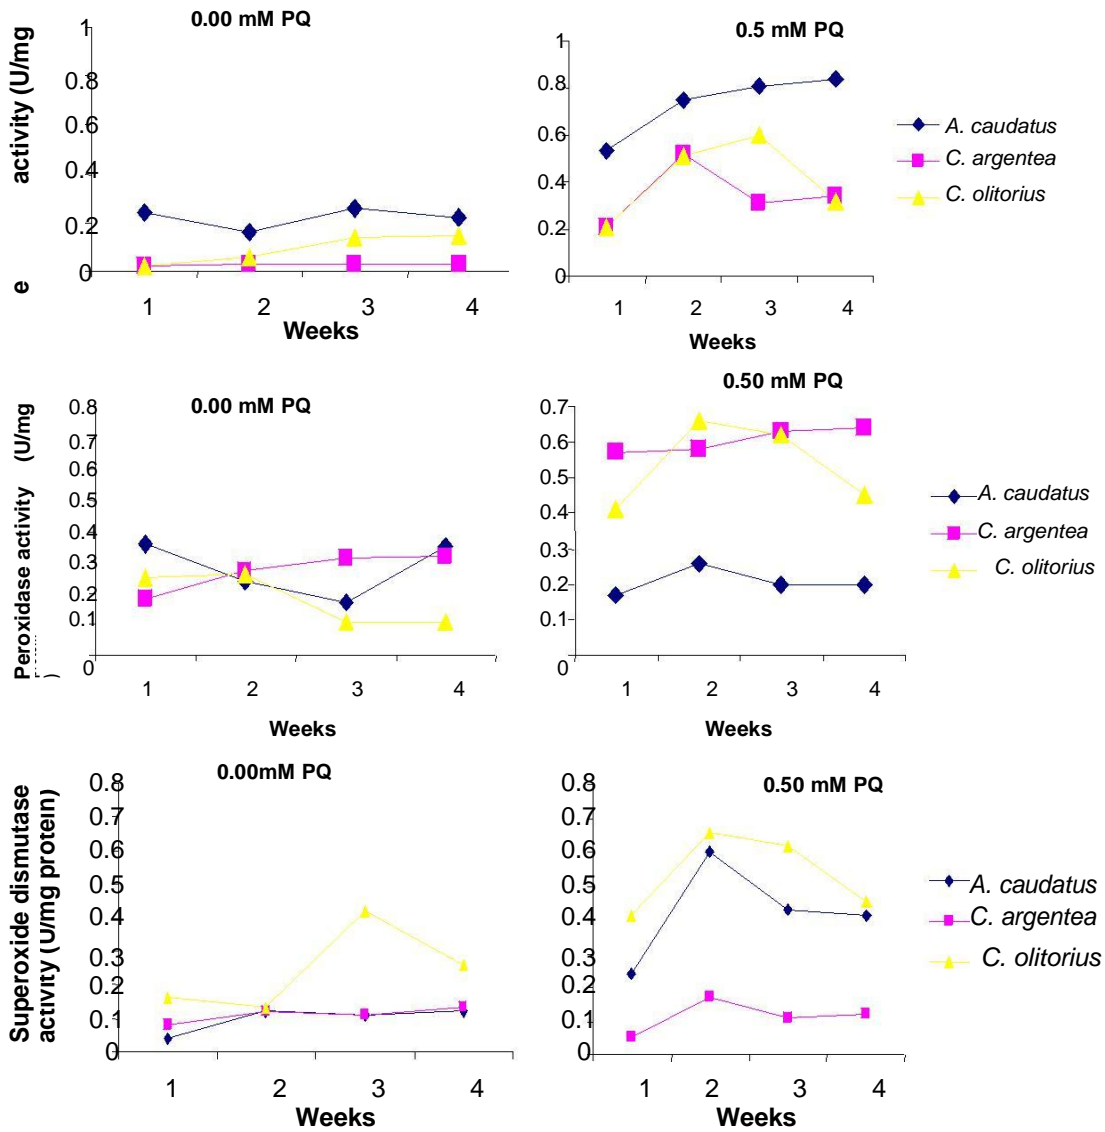 0.00 mM PQ
activity (U/mg
e
1
0.8
0.6
0.4
0.2
0
1 2 3 4
Weeks
0.5 mM PQ
1
0.8
0.6
0.4
0.2
0
1 2 3 4
Weeks
A. caudatus
C. argentea
C. olitorius
0.00 mM PQ
Peroxidase activity (U/mg
)
0.8
0.7
0.6
0.5
0.4
0.3
0.2
0.1
0
1 2 3 4
Weeks
0.50 mM PQ
0.7
0.6
0.5
0.4
0.3
0.2
0.1
0
1 2 3 4
Weeks
A. caudatus
C. argentea
C. olitorius
0.00mM PQ
Superoxide dismutase
activity (U/mg protein)
0.8
0.7
0.6
0.5
0.4
0.3
0.2
0.1
0
1 2 3 4
Weeks
0.50 mM PQ
0.8
0.7
0.6
0.5
0.4
0.3
0.2
0.1
0
1 2 3 4
Weeks
A. caudatus
C. argentea
C. olitorius